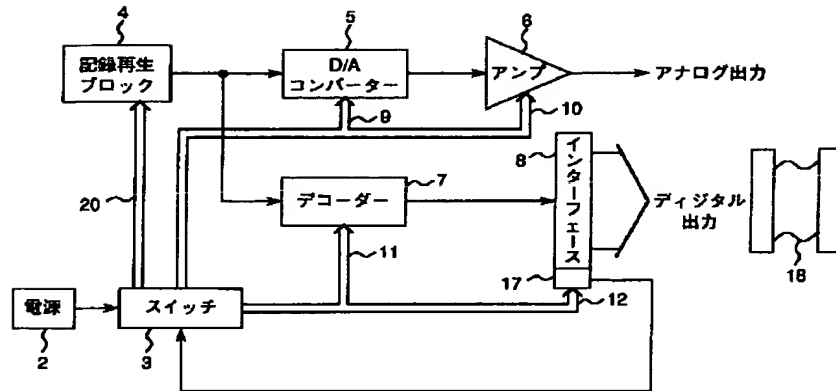 4
記録再生
ブロック
5
D/A
コンバーター
6
アンプ
アナログ出力
9
10
20
7
デコーダー
8
インターフェース
ディジタル
出力
18
11
17
12
電源
2
スイッチ
3